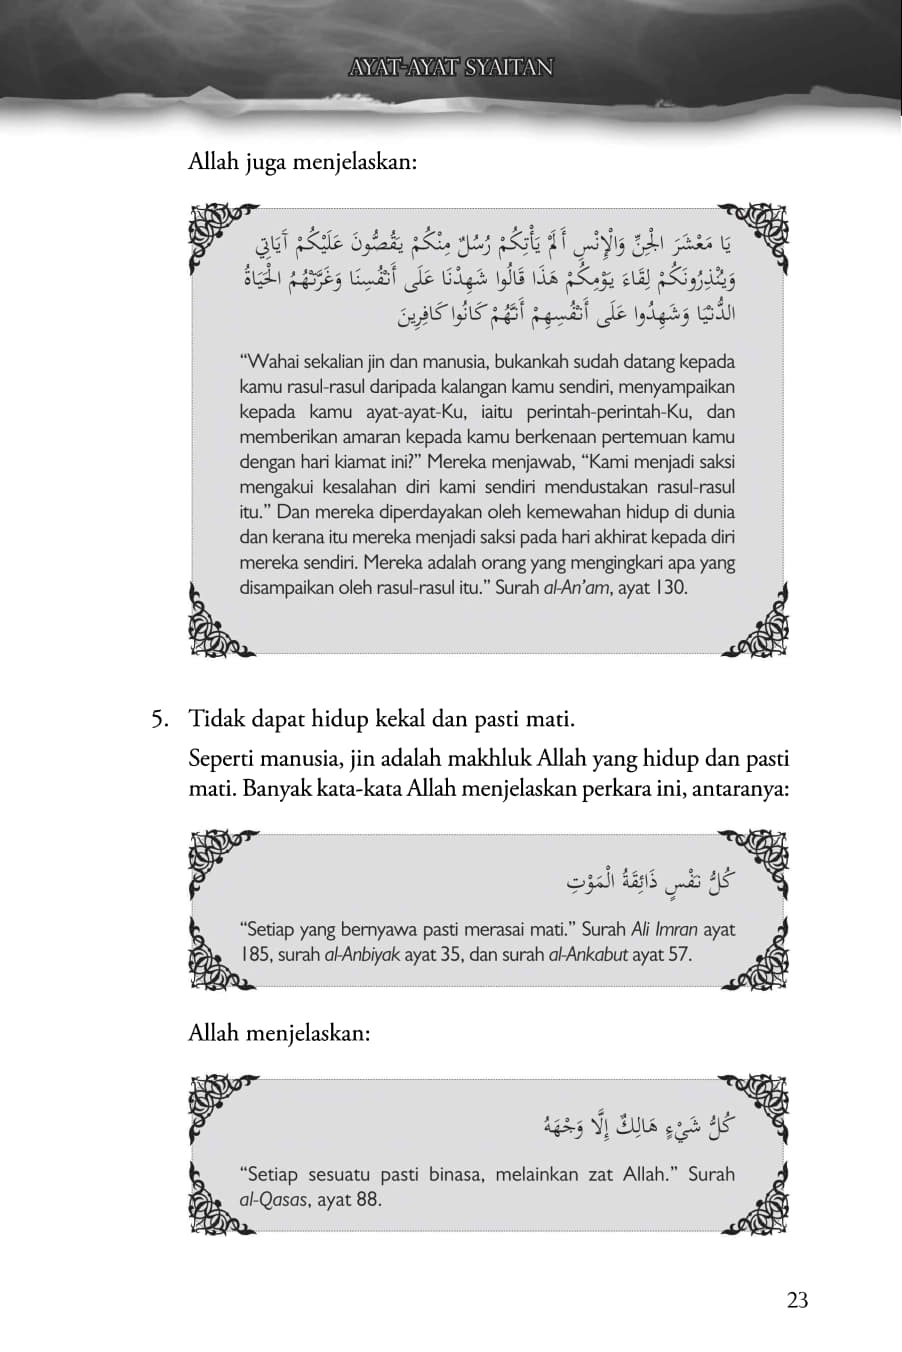 AYAT-AYAT SYAITAN
Allah juga menjelaskan:
يَا مَعْشَرَ الْجِنِّ وَالْإِنْسِ أَلَمْ يَأْتِكُمْ رُسُلٌ مِنْكُمْ يَقُصُّونَ عَلَيْكُمْ آَيَاتِي
وَيُنْذِرُونَكُمْ لِقَاءَ يَوْمِكُمْ هَذَا قَالُوا شَهِدْنَا عَلَى أَنْفُسِنَا وَغَرَّتْهُمُ الْحَيَاةُ
الدُّنْيَا وَشَهِدُوا عَلَى أَنْفُسِهِمْ أَنَّهُمْ كَانُوا كَافِرِينَ
“Wahai sekalian jin dan manusia, bukankah sudah datang kepada
kamu rasul-rasul daripada kalangan kamu sendiri, menyampaikan
kepada kamu ayat-ayat-Ku, iaitu perintah-perintah-Ku, dan
memberikan amaran kepada kamu berkenaan pertemuan kamu
dengan hari kiamat ini?” Mereka menjawab, “Kami menjadi saksi
mengakui kesalahan diri kami sendiri mendustakan rasul-rasul
itu.” Dan mereka diperdayakan oleh kemewahan hidup di dunia
dan kerana itu mereka menjadi saksi pada hari akhirat kepada diri
mereka sendiri. Mereka adalah orang yang mengingkari apa yang
disampaikan oleh rasul-rasul itu.” Surah al-An’am, ayat 130.
5. Tidak dapat hidup kekal dan pasti mati.
Seperti manusia, jin adalah makhluk Allah yang hidup dan pasti
mati. Banyak kata-kata Allah menjelaskan perkara ini, antaranya:
كُلُّ نَفْسٍ ذَائِقَةُ الْمَوْتِ
“Setiap yang bernyawa pasti merasai mati.” Surah Ali Imran ayat
185, surah al-Anbiyak ayat 35, dan surah al-Ankabut ayat 57.
Allah menjelaskan:
كُلُّ شَيْءٍ هَالِكٌ إِلَّا وَجْهَهُ
“Setiap sesuatu pasti binasa, melainkan zat Allah.” Surah
al-Qasas, ayat 88.
23